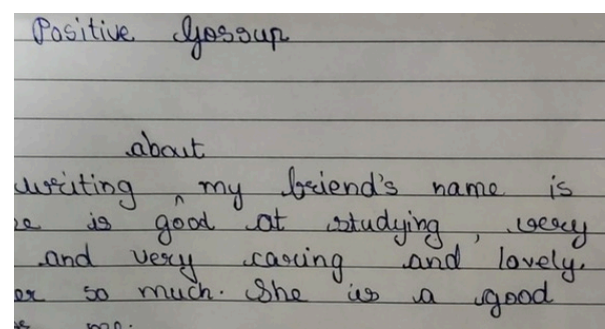 Positive Gossup
about
writing ^ my friend's name is
is good at studying, very
and very caring and lovely.
so much. She is a good
me.